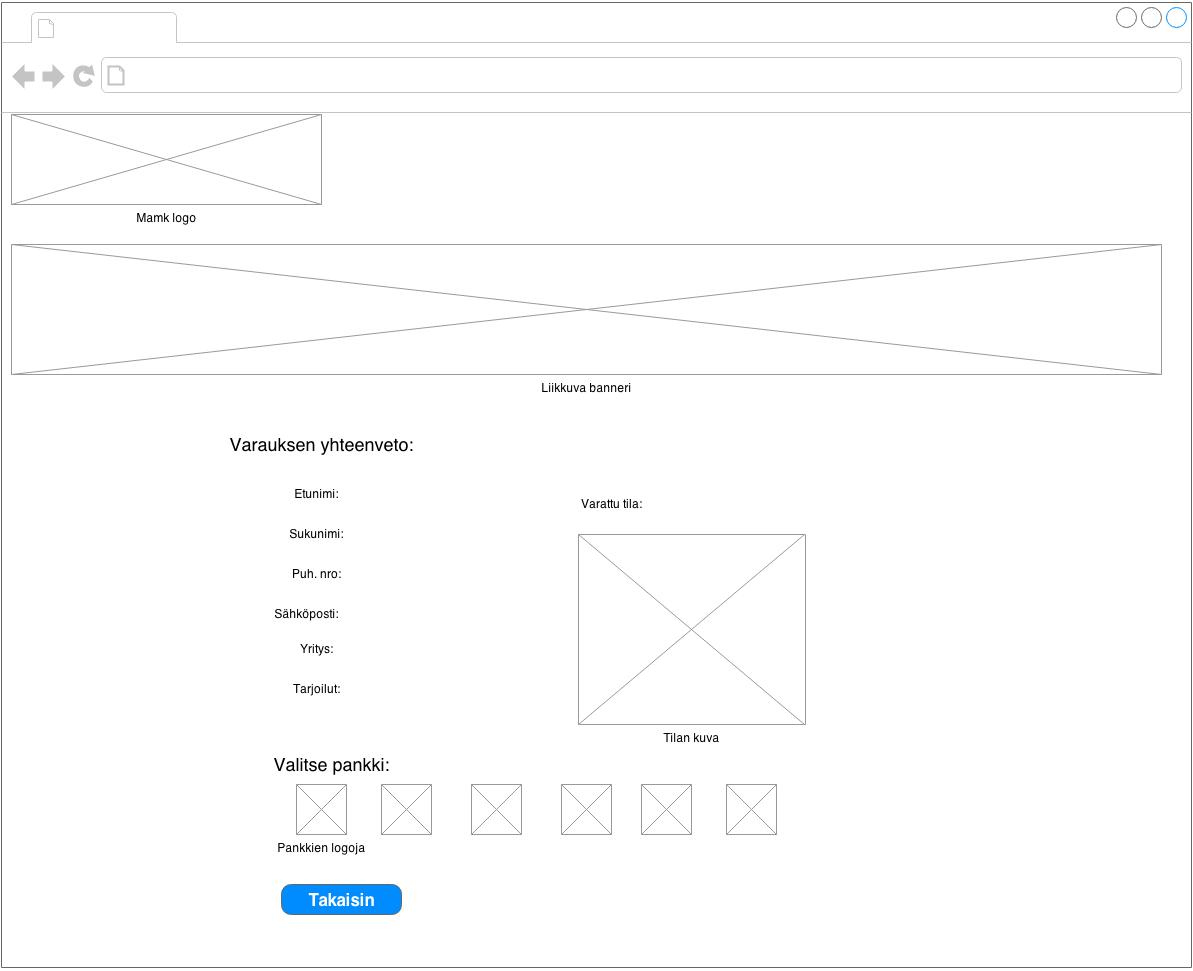 Mamk logo
Liikkuva banneri
Varauksen yhteenveto:
Etunimi:
Varattu tila:
Sukunimi:
Puh. nro:
Sähköposti:
Yritys:
Tarjoilut:
Tilan kuva
Valitse pankki:
Pankkien logoja
Takaisin